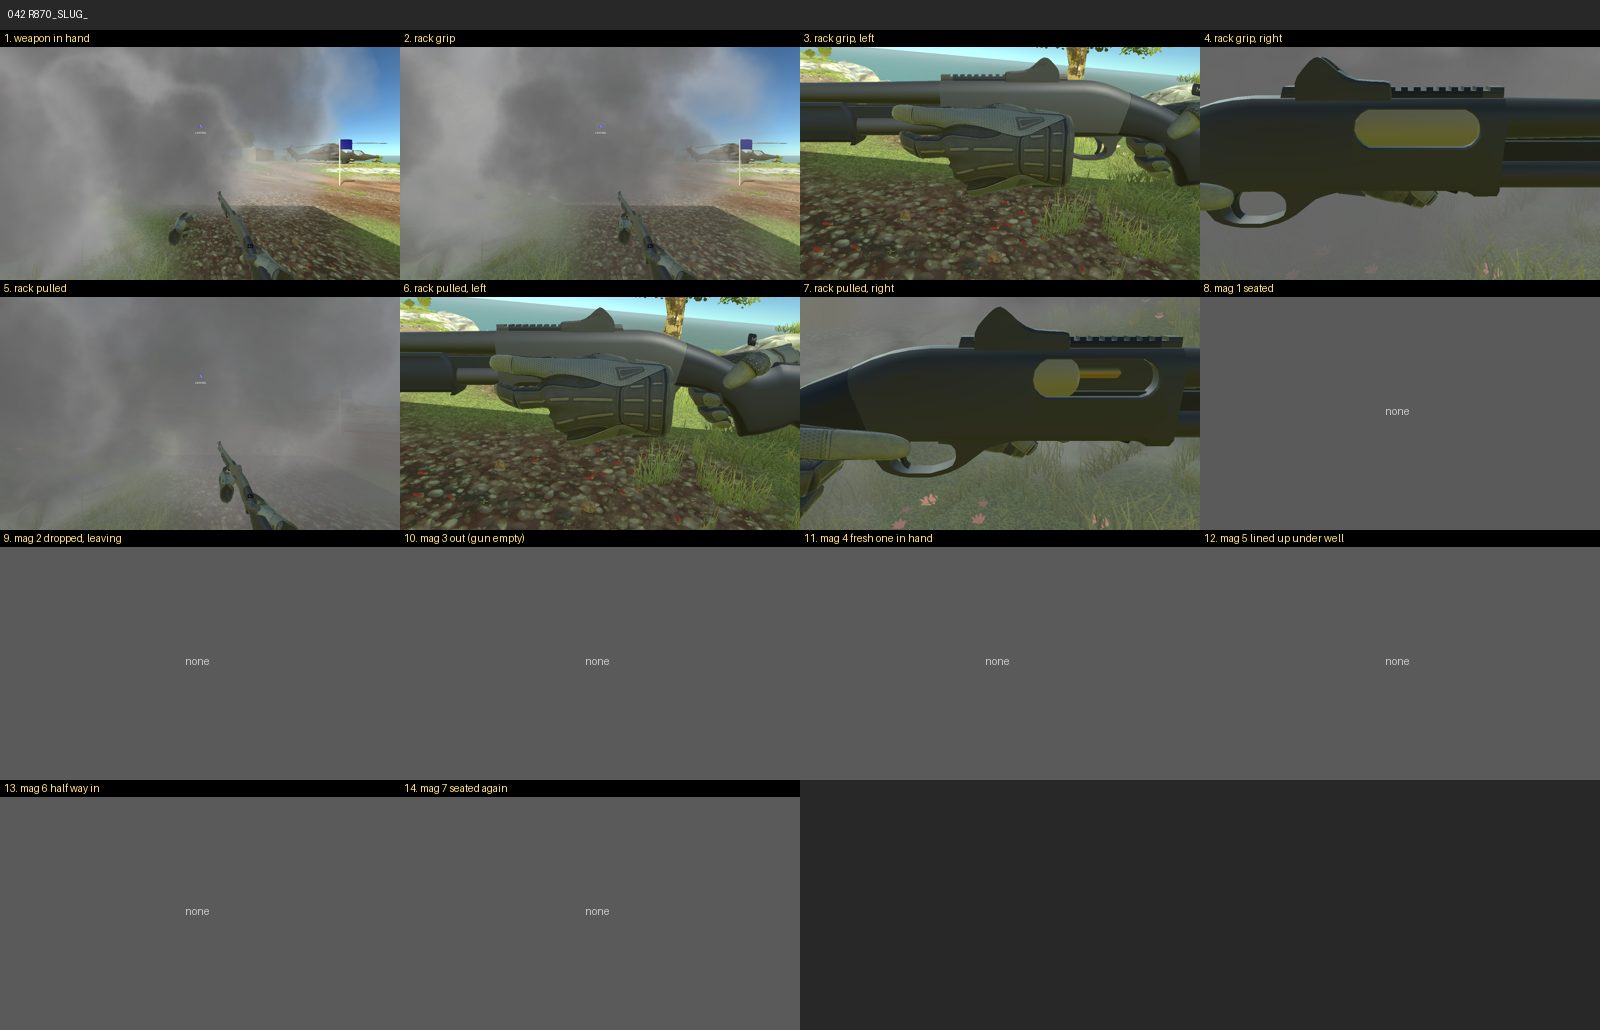 042 R870_SLUG_
1. weapon in hand
2. rack grip
3. rack grip, left
4. rack grip, right
5. rack pulled
6. rack pulled, left
7. rack pulled, right
8. mag 1 seated
none
9. mag 2 dropped, leaving
10. mag 3 out (gun empty)
11. mag 4 fresh one in hand
12. mag 5 lined up under well
none
none
none
none
13. mag 6 half way in
14. mag 7 seated again
none
none